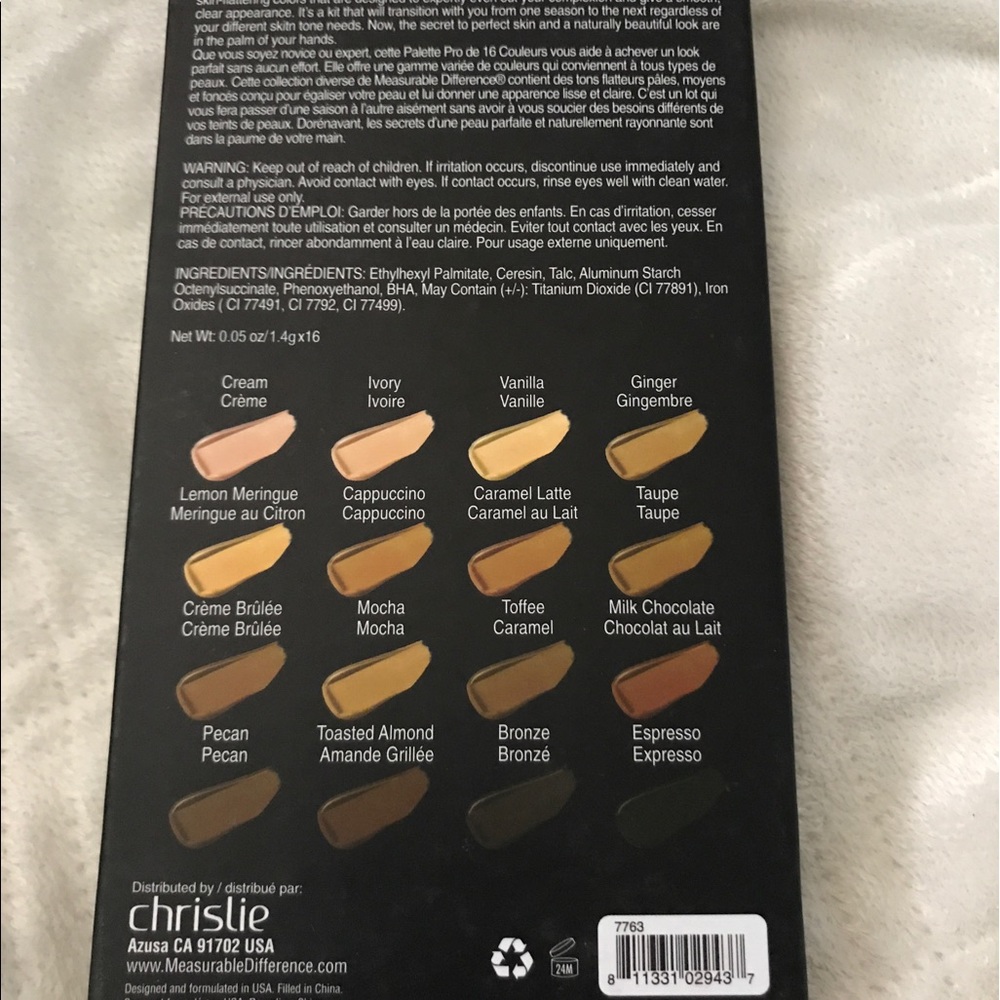 skin-flattering colors that are designed to expertly even out your complexion and give a smooth,
clear appearance. It's a kit that will transition with you from one season to the next regardless of
your different skitn tone needs. Now, the secret to perfect skin and a naturally beautiful look are
in the palm of your hands.
Que vous soyez novice ou expert, cette Palette Pro de 16 Couleurs vous aide à achever un look
parfait sans aucun effort. Elle offre une gamme variée de couleurs qui conviennent à tous types de
peaux. Cette collection diverse de Measurable Difference® contient des tons flatteurs pâles, moyens
et foncés conçu pour égaliser votre peau et lui donner une apparence lisse et claire. C'est un lot qui
vous fera passer d'une saison à l'autre aisément sans avoir à vous soucier des besoins différents de
vos teints de peaux. Dorénavant, les secrets d'une peau parfaite et naturellement rayonnante sont
dans la paume de votre main.
WARNING: Keep out of reach of children. If irritation occurs, discontinue use immediately and
consult a physician. Avoid contact with eyes. If contact occurs, rinse eyes well with clean water.
For external use only.
PRÉCAUTIONS D'EMPLOI: Garder hors de la portée des enfants. En cas d'irritation, cesser
immédiatement toute utilisation et consulter un médecin. Eviter tout contact avec les yeux. En
cas de contact, rincer abondamment à l'eau claire. Pour usage externe uniquement.
INGREDIENTS/INGRÉDIENTS: Ethylhexyl Palmitate, Ceresin, Talc, Aluminum Starch
Octenylsuccinate, Phenoxyethanol, BHA, May Contain (+/-): Titanium Dioxide (CI 77891), Iron
Oxides ( CI 77491, CI 7792, CI 77499).
Net Wt: 0.05 oz/1.4gx16
Cream Ivory Vanilla Ginger
Crème Ivoire Vanille Gingembre
Lemon Meringue Cappuccino Caramel Latte Taupe
Meringue au Citron Cappuccino Caramel au Lait Taupe
Crème Brûlée Mocha Toffee Milk Chocolate
Crème Brûlée Mocha Caramel Chocolat au Lait
Pecan Toasted Almond Bronze Espresso
Pecan Amande Grillée Bronzé Expresso
Distributed by / distribué par:
chrislie
Azusa CA 91702 USA
www.MeasurableDifference.com
Designed and formulated in USA. Filled in China.
24M
7763
8 11331 02943 7